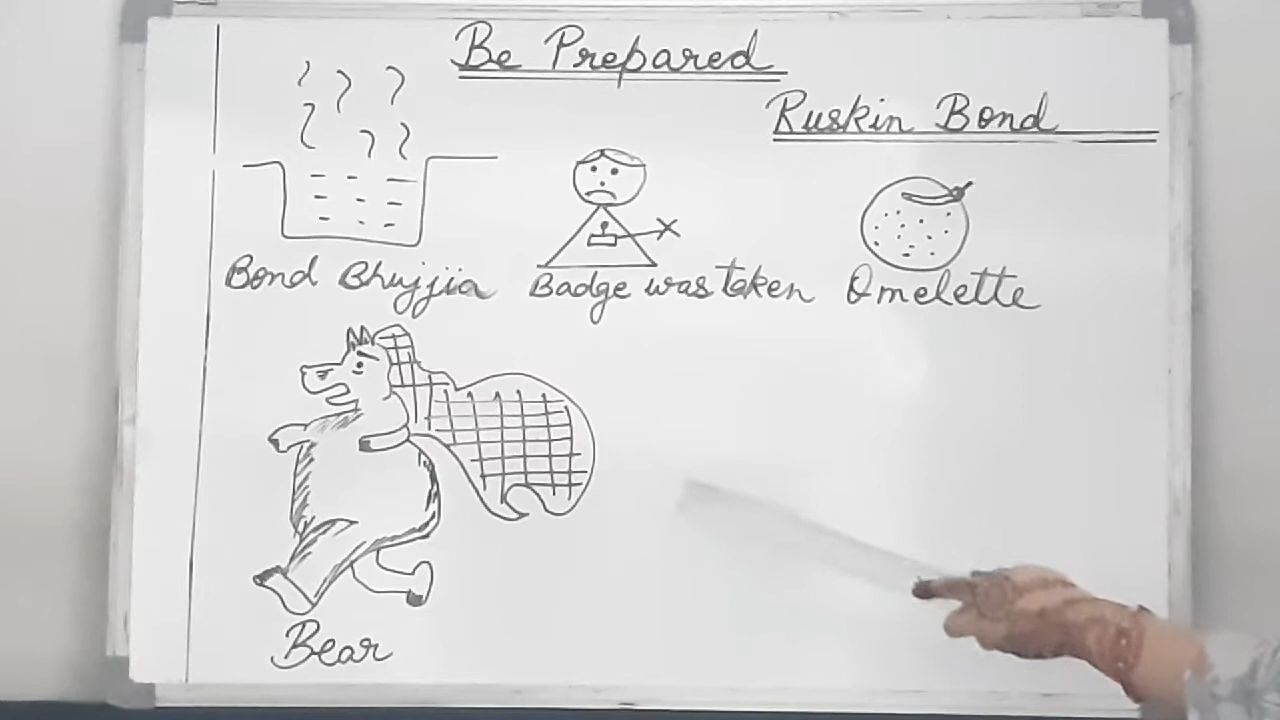 Be Prepared
Ruskin Bond
Bond Bhujjia
Badge was taken
Omelette
Bear